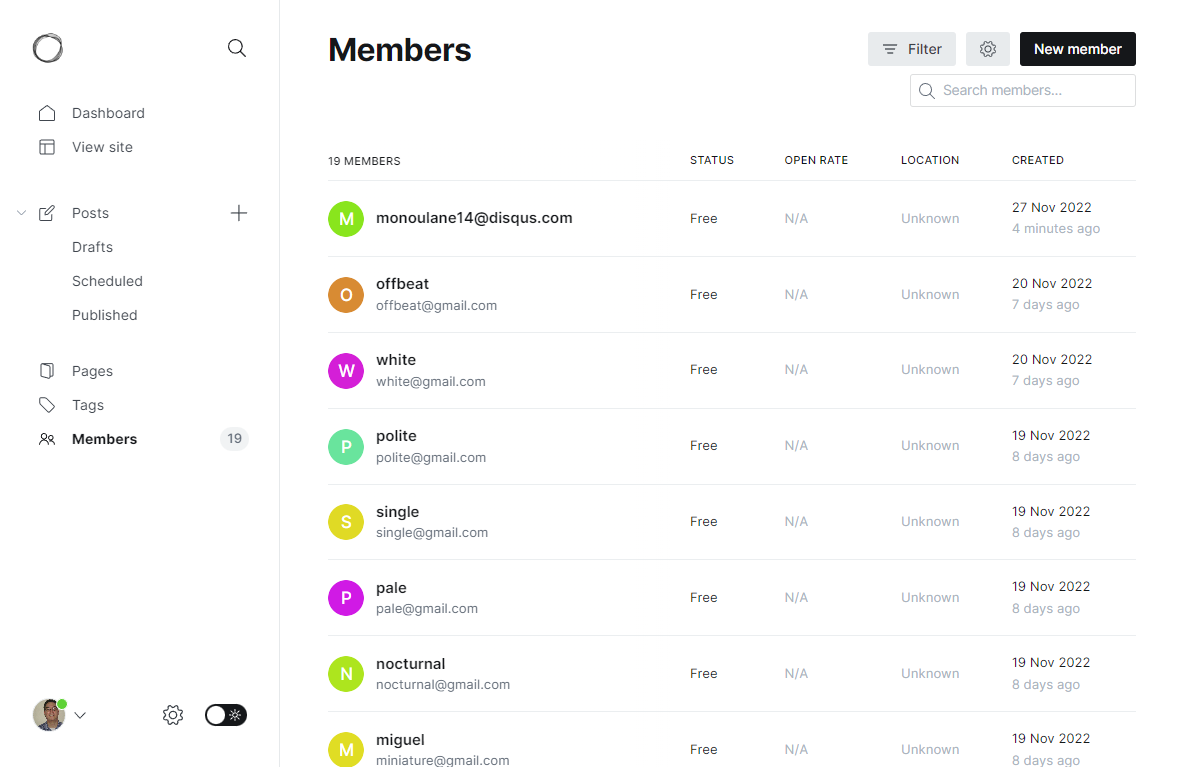 Members
Filter
New member
Search members...
Dashboard
View site
Posts
Drafts
Scheduled
Published
Pages
Tags
Members 19
19 MEMBERS STATUS OPEN RATE LOCATION CREATED
M monoulane14@disqus.com Free N/A Unknown 27 Nov 2022
4 minutes ago
O offbeat Free N/A Unknown 20 Nov 2022
offbeat@gmail.com 7 days ago
W white Free N/A Unknown 20 Nov 2022
white@gmail.com 7 days ago
P polite Free N/A Unknown 19 Nov 2022
polite@gmail.com 8 days ago
S single Free N/A Unknown 19 Nov 2022
single@gmail.com 8 days ago
P pale Free N/A Unknown 19 Nov 2022
pale@gmail.com 8 days ago
N nocturnal Free N/A Unknown 19 Nov 2022
nocturnal@gmail.com 8 days ago
M miguel Free N/A Unknown 19 Nov 2022
miniature@gmail.com 8 days ago